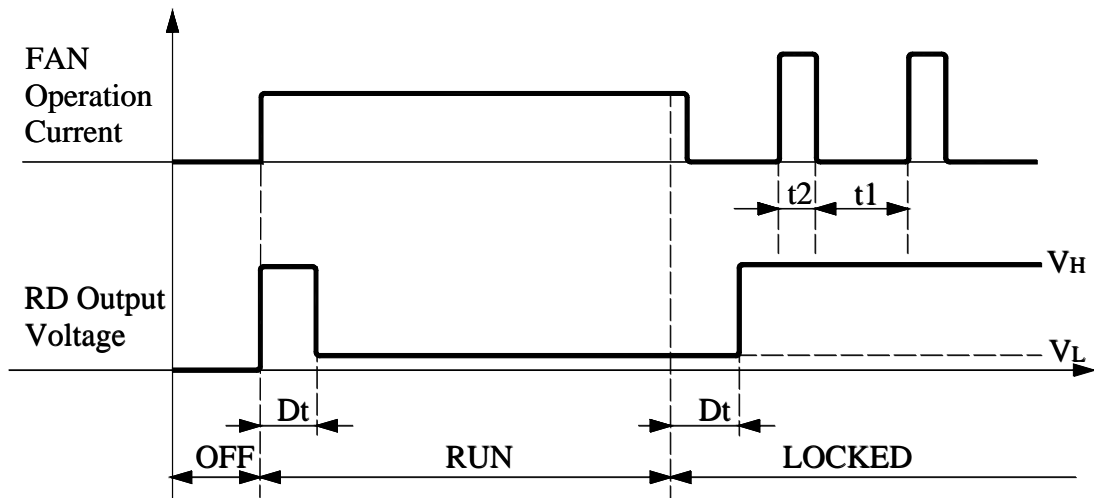 FAN
Operation
Current
t2
t1
VH
RD Output
Voltage
VL
Dt
Dt
OFF
RUN
LOCKED